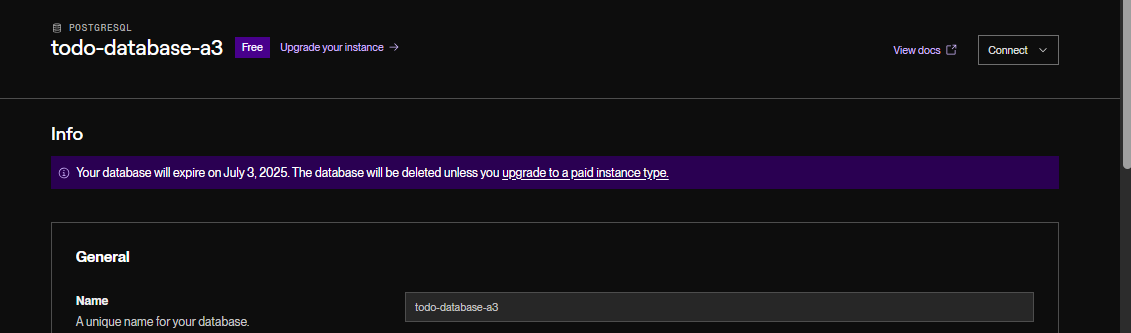 POSTGRESQL
todo-database-a3 Free Upgrade your instance →
View docs Connect
Info
Your database will expire on July 3, 2025. The database will be deleted unless you upgrade to a paid instance type.
General
Name
todo-database-a3
A unique name for your database.